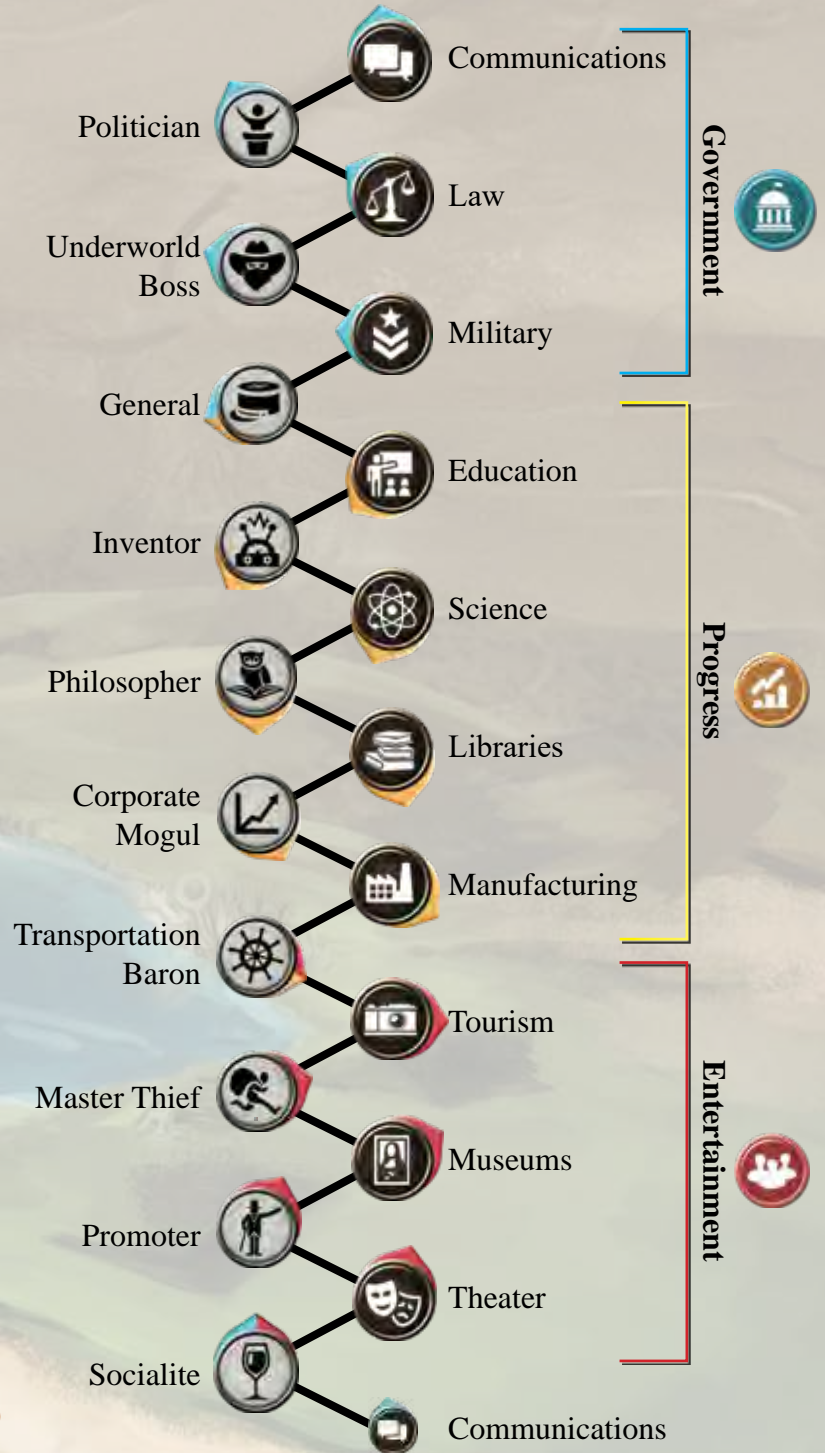 Communications
Politician
Law
Underworld
Boss
Military
Government
General
Education
Inventor
Science
Philosopher
Libraries
Progress
Corporate
Mogul
Manufacturing
Transportation
Baron
Tourism
Master Thief
Museums
Entertainment
Promoter
Theater
Socialite
Communications